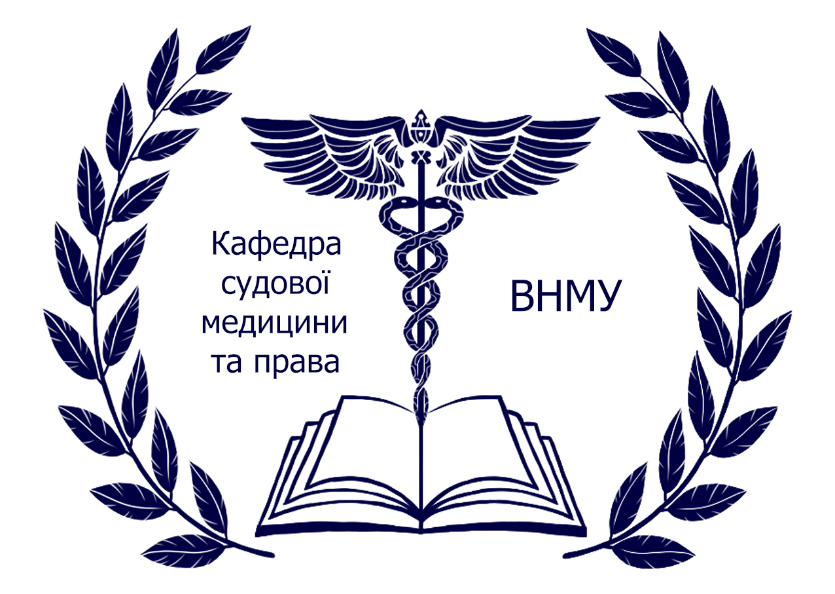 Кафедра
судової
медицини
та права
ВНМУ